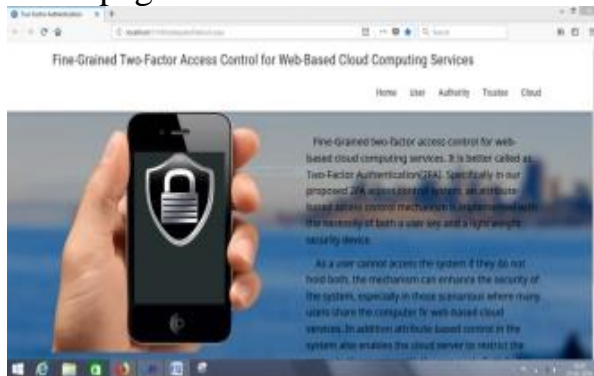 Two Factor Authentication
Search
Fine-Grained Two-Factor Access Control for Web-Based Cloud Computing Services
Home User Authority Trustee Cloud
Fine-Grained two-factor access control for web-
based cloud computing services. It is better called as
Two-Factor Authentication(2FA). Specifically in our
proposed 2FA access control system, an attribute-
based access control mechanism is implemented with
the necessity of both a user key and a lightweight
security device.
As a user cannot access the system if they do not
hold both, the mechanism can enhance the security of
the system, especially in those scenarious where many
users share the computer fir web-based cloud
services. In addition attribute based control in the
system also enables the cloud server to restrict the